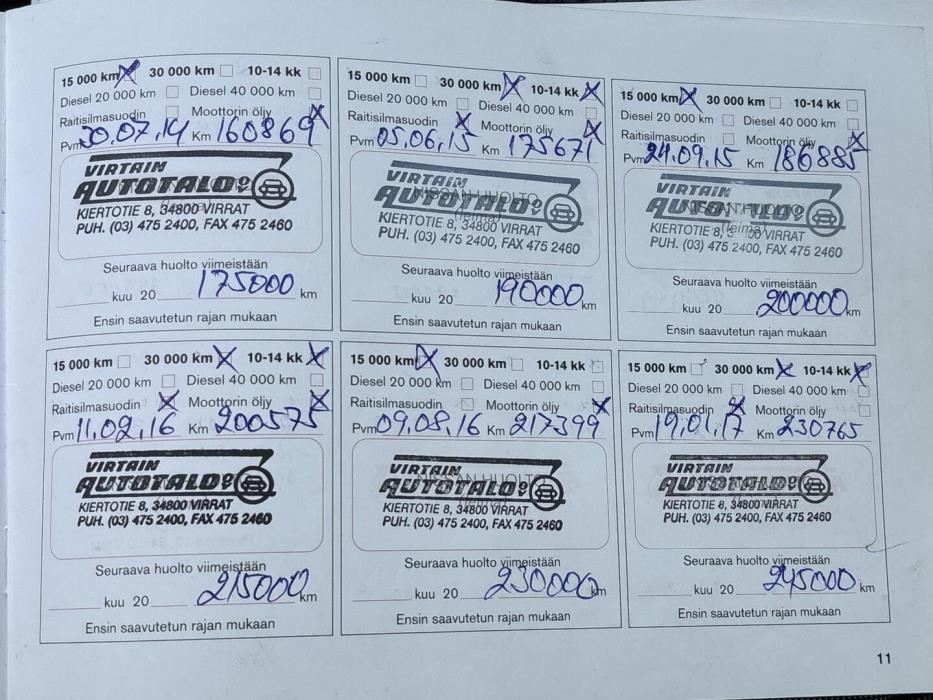 15 000 km 30 000 km 10-14 kk
Diesel 20 000 km Diesel 40 000 km
Raitisilmasuodin Moottorin öljy
Pvm 30.07.14 Km 160869
VIRTAIN
AUTOTALO
KIERTOTIE 8, 34800 VIRRAT
PUH. (03) 475 2400, FAX 475 2460
Seuraava huolto viimeistään
kuu 20 175000 km
Ensin saavutetun rajan mukaan
15 000 km 30 000 km 10-14 kk
Diesel 20 000 km Diesel 40 000 km
Raitisilmasuodin Moottorin öljy
Pvm 05.06.15 Km 175671
VIRTAIN
AUTOTALO
NISSAN HUOLTO
(leima)
KIERTOTIE 8, 34800 VIRRAT
PUH. (03) 475 2400, FAX 475 2460
Seuraava huolto viimeistään
kuu 20 190000 km
Ensin saavutetun rajan mukaan
15 000 km 30 000 km 10-14 kk
Diesel 20 000 km Diesel 40 000 km
Raitisilmasuodin Moottorin öljy
Pvm 24.09.15 Km 186885
VIRTAIN
AUTOTALO
NISSAN HUOLTO
(leima)
KIERTOTIE 8, 34800 VIRRAT
PUH. (03) 475 2400, FAX 475 2460
Seuraava huolto viimeistään
kuu 20 200000 km
Ensin saavutetun rajan mukaan
15 000 km 30 000 km 10-14 kk
Diesel 20 000 km Diesel 40 000 km
Raitisilmasuodin Moottorin öljy
Pvm 11.02.16 Km 200575
VIRTAIN
AUTOTALO
KIERTOTIE 8, 34800 VIRRAT
PUH. (03) 475 2400, FAX 475 2460
Seuraava huolto viimeistään
kuu 20 215000 km
Ensin saavutetun rajan mukaan
15 000 km 30 000 km 10-14 kk
Diesel 20 000 km Diesel 40 000 km
Raitisilmasuodin Moottorin öljy
Pvm 09.08.16 Km 217399
VIRTAIN
AUTOTALO
NISSAN HUOLTO
(leima)
KIERTOTIE 8, 34800 VIRRAT
PUH. (03) 475 2400, FAX 475 2460
Seuraava huolto viimeistään
kuu 20 230000 km
Ensin saavutetun rajan mukaan
15 000 km 30 000 km 10-14 kk
Diesel 20 000 km Diesel 40 000 km
Raitisilmasuodin Moottorin öljy
Pvm 19.01.17 Km 230765
VIRTAIN
AUTOTALO
NISSAN HUOLTO
(leima)
KIERTOTIE 8, 34800 VIRRAT
PUH. (03) 475 2400, FAX 475 2460
Seuraava huolto viimeistään
kuu 20 245000 km
Ensin saavutetun rajan mukaan
11